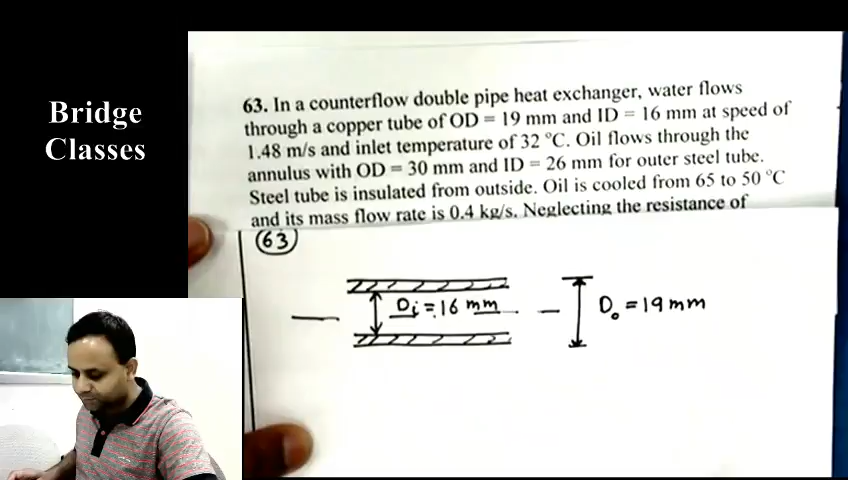 Bridge
Classes
63. In a counterflow double pipe heat exchanger, water flows
through a copper tube of OD = 19 mm and ID = 16 mm at speed of
1.48 m/s and inlet temperature of 32 °C. Oil flows through the
annulus with OD = 30 mm and ID = 26 mm for outer steel tube.
Steel tube is insulated from outside. Oil is cooled from 65 to 50 °C
and its mass flow rate is 0.4 kg/s. Neglecting the resistance of
63
Di = 16 mm
Do = 19 mm